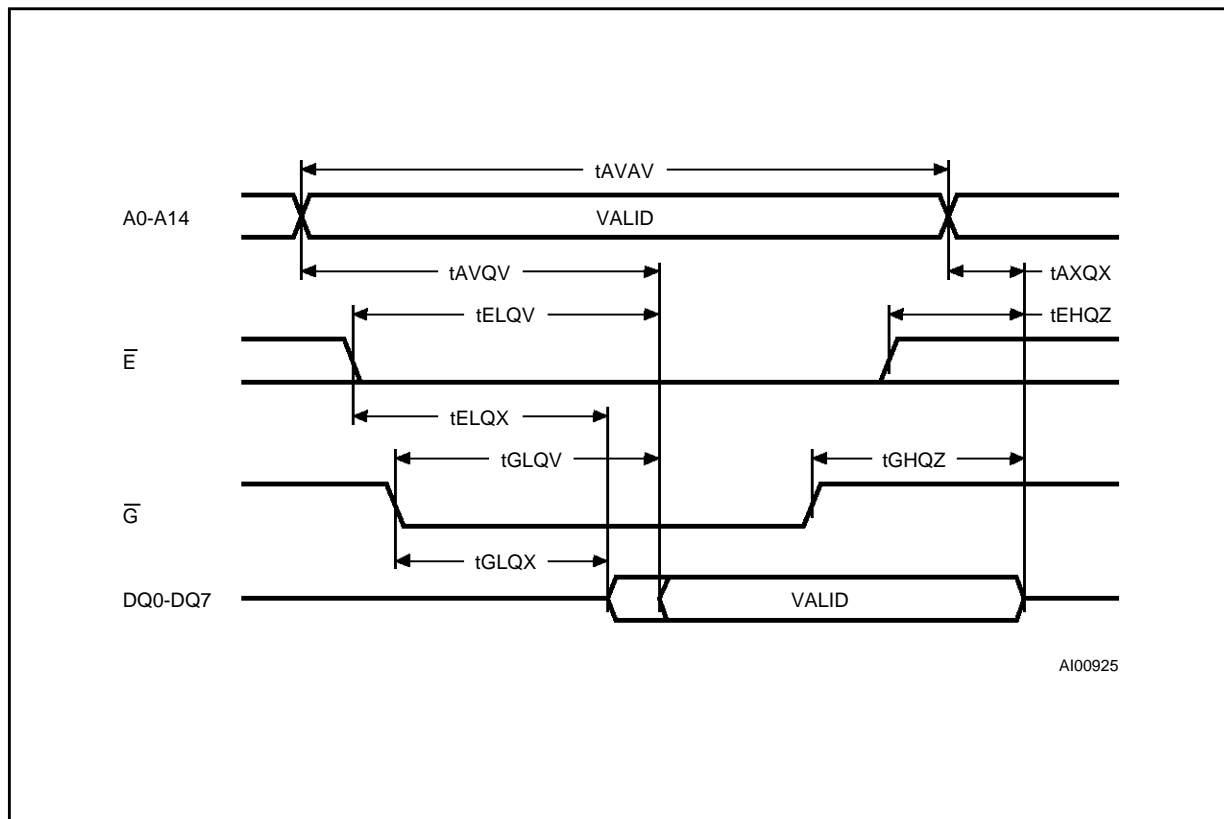 tAVAV
A0-A14 VALID
tAVQV tAXQX
tELQV tEHQZ
E̅
tELQX
tGLQV tGHQZ
G̅
tGLQX
DQ0-DQ7 VALID
AI00925